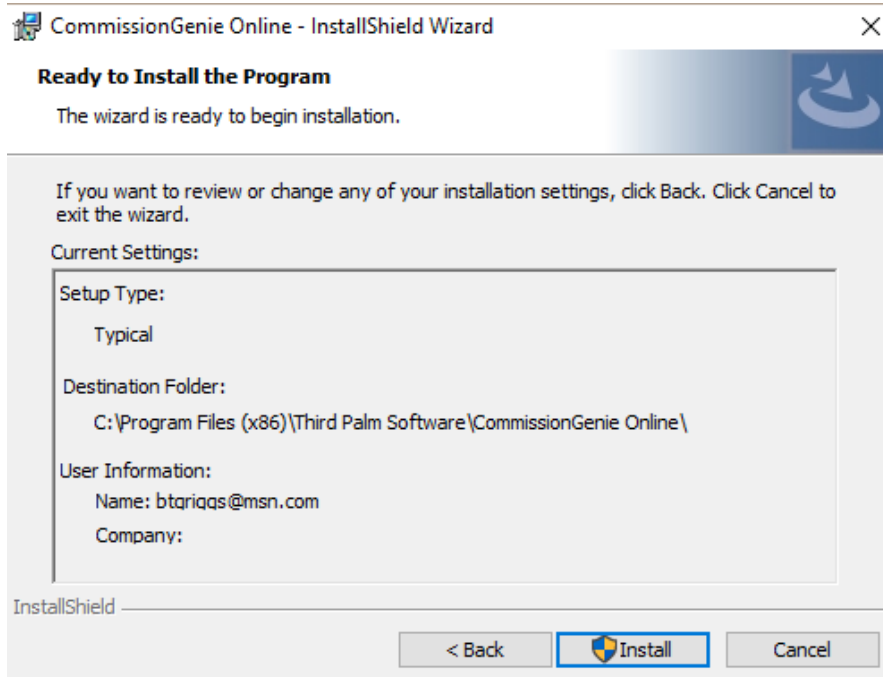 CommissionGenie Online - InstallShield Wizard
Ready to Install the Program
The wizard is ready to begin installation.
If you want to review or change any of your installation settings, click Back. Click Cancel to
exit the wizard.
Current Settings:
Setup Type:
Typical
Destination Folder:
C:\Program Files (x86)\Third Palm Software\CommissionGenie Online\
User Information:
Name: btgriggs@msn.com
Company:
InstallShield
< Back
Install
Cancel